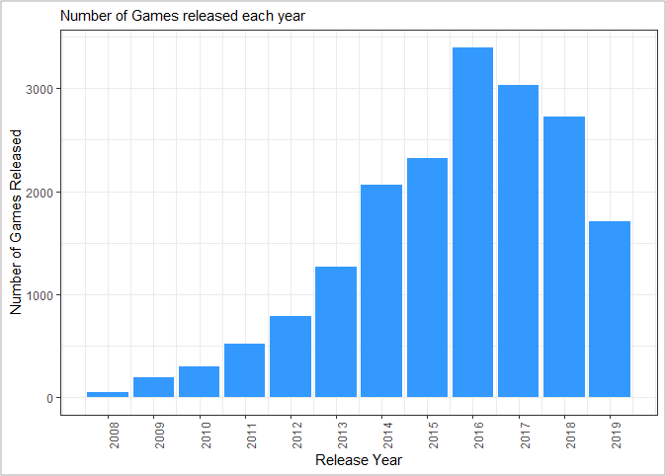 Number of Games released each year
Number of Games Released
3000
2000
1000
0
2008 2009 2010 2011 2012 2013 2014 2015 2016 2017 2018 2019
Release Year